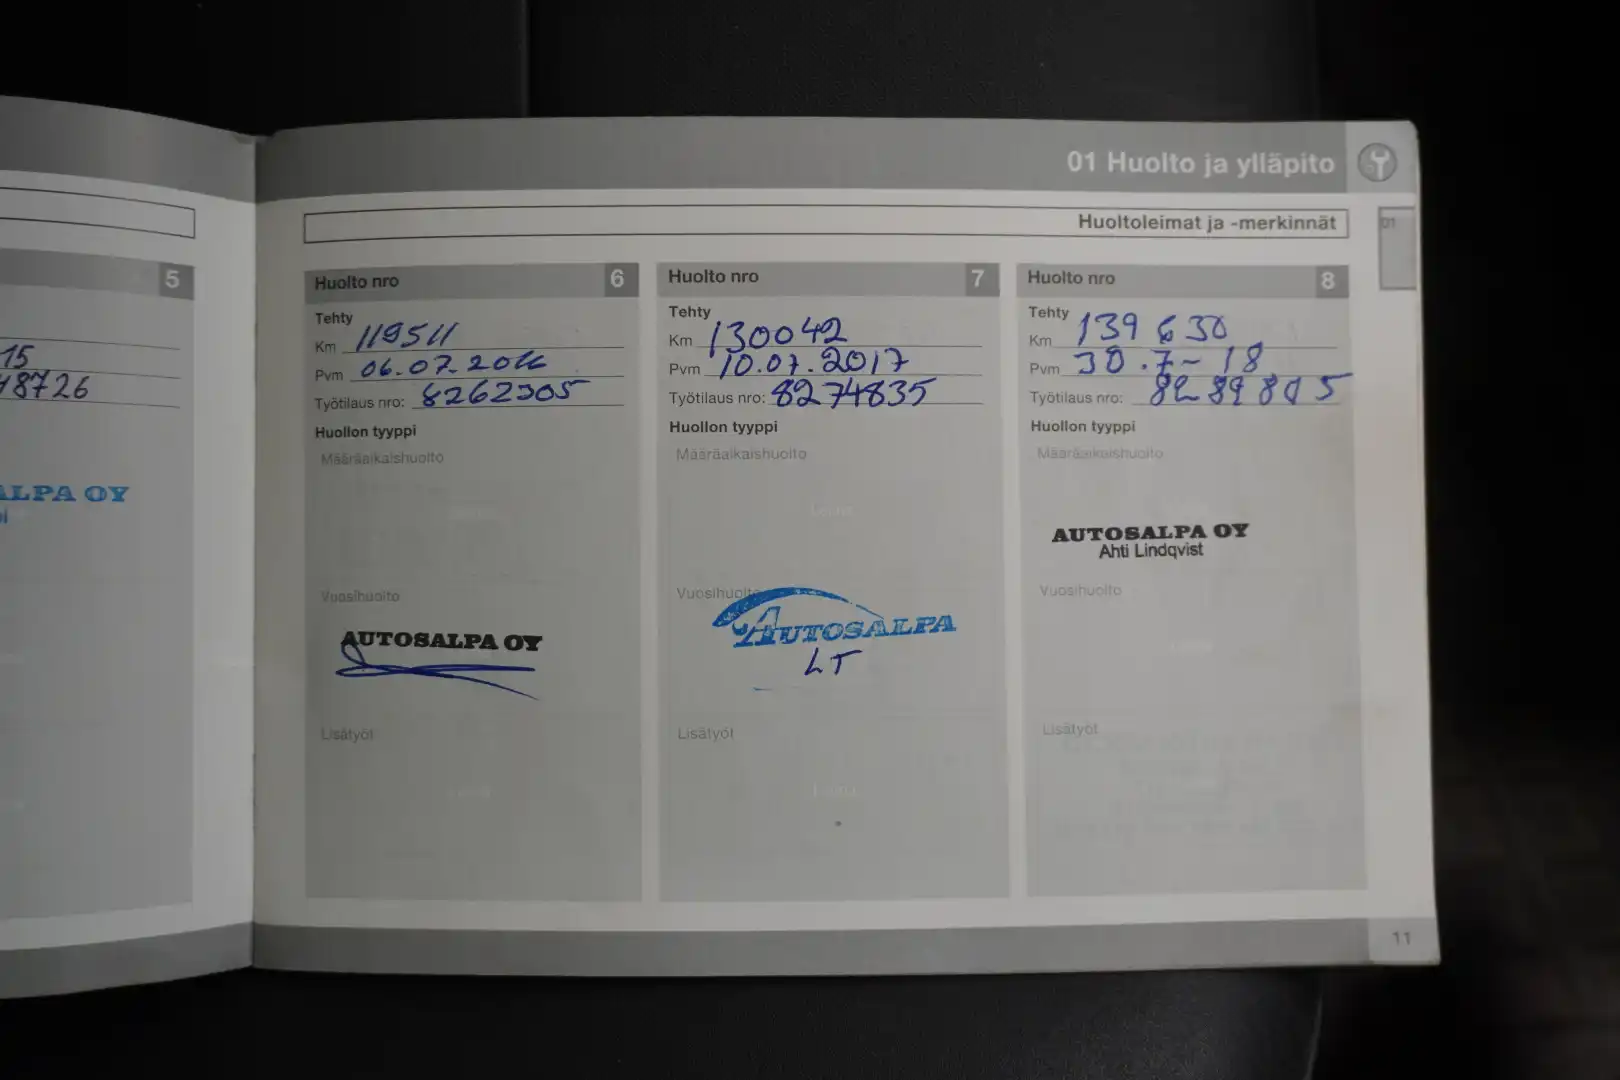 01 Huolto ja ylläpito
Huoltoleimat ja -merkinnät
01
5
15
48726
ALPA OY
Huolto nro 6
Tehty
Km 119511
Pvm 06.07.2016
Työtilaus nro: 8262305
Huollon tyyppi
Määräaikaishuolto
Vuosihuolto
AUTOSALPA OY
Lisätyöt
Huolto nro 7
Tehty
Km 130042
Pvm 10.07.2017
Työtilaus nro: 8274835
Huollon tyyppi
Määräaikaishuolto
Leima
Vuosihuolto
AUTOSALPA
LT
Lisätyöt
Leima
Huolto nro 8
Tehty
Km 139630
Pvm 30.7-18
Työtilaus nro:
Huollon tyyppi
Määräaikaishuolto
AUTOSALPA OY
Ahti Lindqvist
Vuosihuolto
Lisätyöt
11